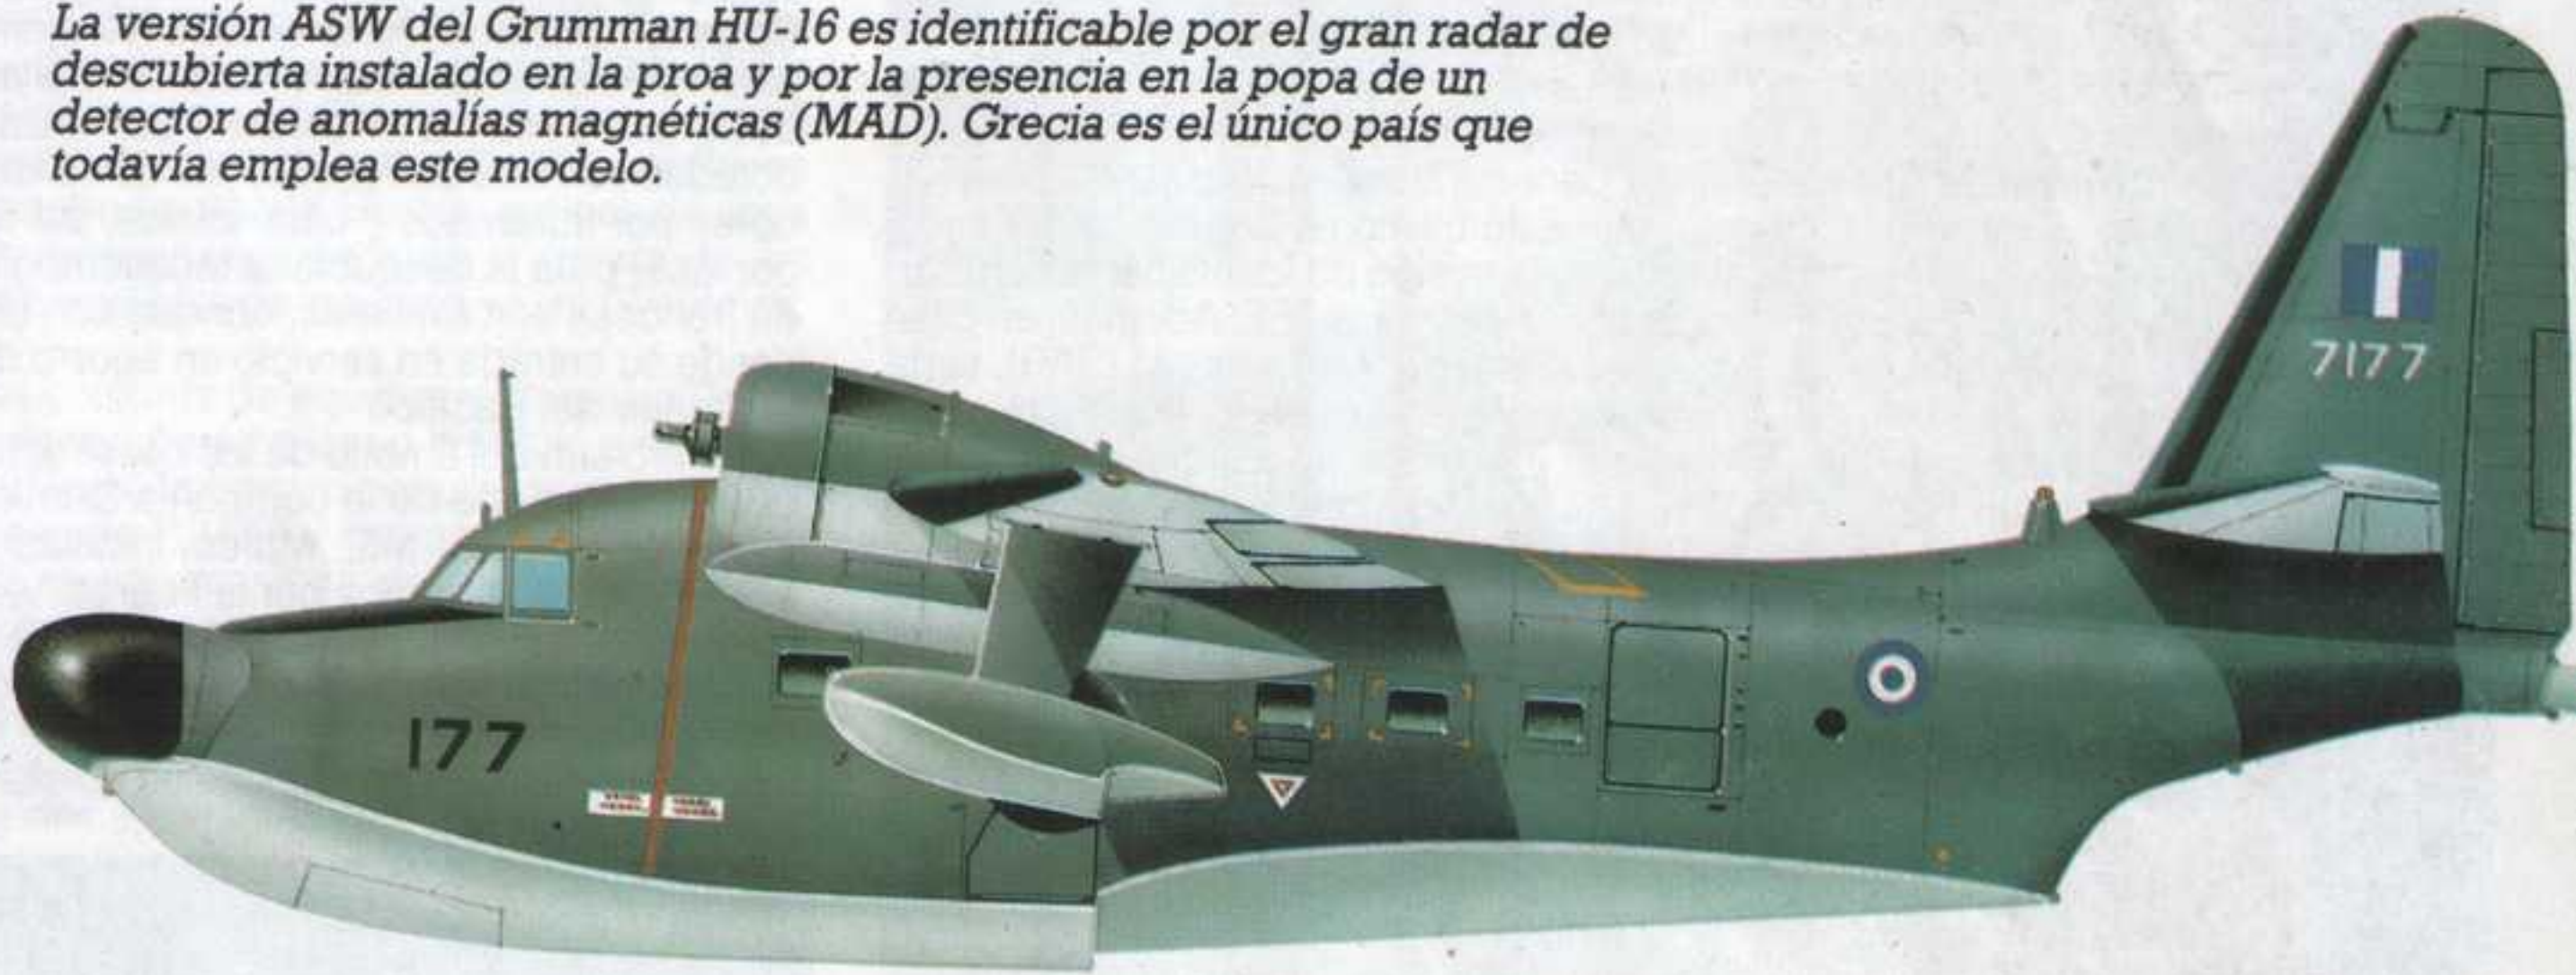 La versión ASW del Grumman HU-16 es identificable por el gran radar de
descubierta instalado en la proa y por la presencia en la popa de un
detector de anomalías magnéticas (MAD). Grecia es el único país que
todavía emplea este modelo.
7177
177